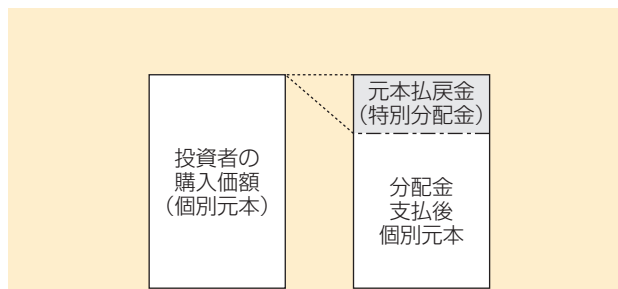 投資者の
購入価額
（個別元本）
元本払戻金
（特別分配金）
分配金
支払後
個別元本